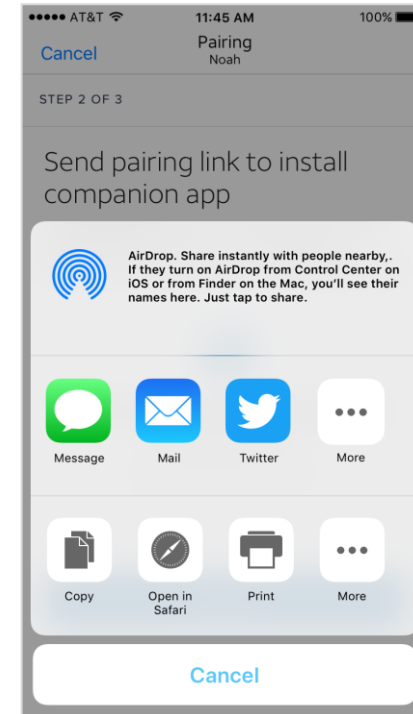 AT&T 11:45 AM 100%
Cancel Pairing
Noah
STEP 2 OF 3
Send pairing link to install
companion app
AirDrop. Share instantly with people nearby,.
If they turn on AirDrop from Control Center on
iOS or from Finder on the Mac, you'll see their
names here. Just tap to share.
Message Mail Twitter More
Copy Open in Print More
Safari
Cancel